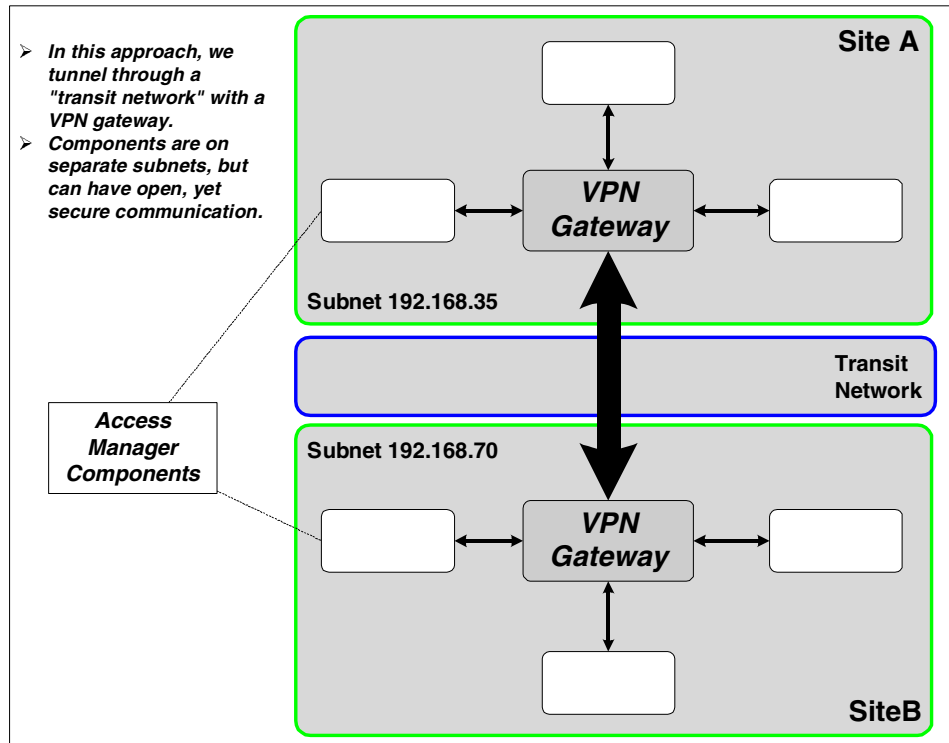 ➢ In this approach, we
tunnel through a
"transit network" with a
VPN gateway.
➢ Components are on
separate subnets, but
can have open, yet
secure communication.
Site A
VPN
Gateway
Subnet 192.168.35
Transit
Network
Access
Manager
Components
Subnet 192.168.70
VPN
Gateway
SiteB